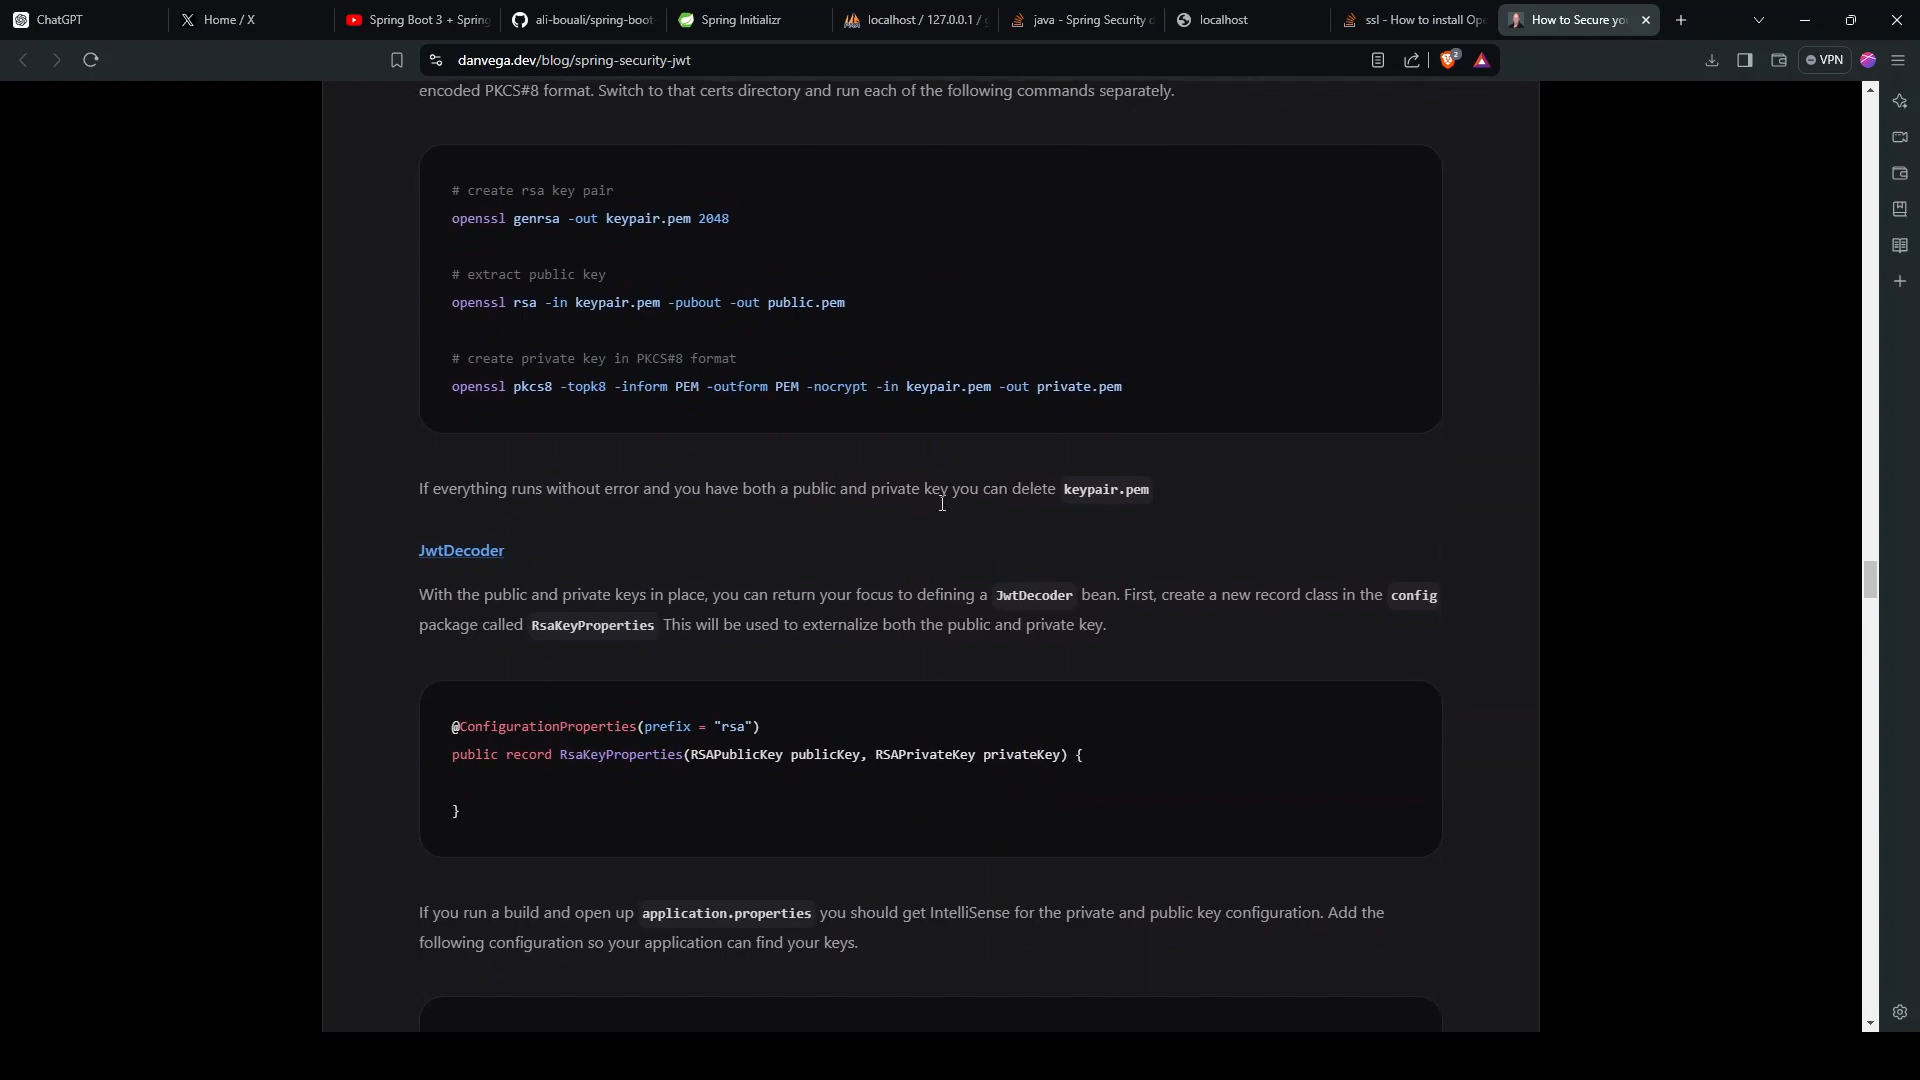 ChatGPT
Home / X
Spring Boot 3 + Spring
ali-bouali/spring-boot
Spring Initializr
localhost / 127.0.0.1 /
java - Spring Security
localhost
ssl - How to install Ope
How to Secure yo
danvega.dev/blog/spring-security-jwt
2
VPN
encoded PKCS#8 format. Switch to that certs directory and run each of the following commands separately.
# create rsa key pair
openssl genrsa -out keypair.pem 2048
# extract public key
openssl rsa -in keypair.pem -pubout -out public.pem
# create private key in PKCS#8 format
openssl pkcs8 -topk8 -inform PEM -outform PEM -nocrypt -in keypair.pem -out private.pem
If everything runs without error and you have both a public and private key you can delete keypair.pem
JwtDecoder
With the public and private keys in place, you can return your focus to defining a JwtDecoder bean. First, create a new record class in the config
package called RsaKeyProperties This will be used to externalize both the public and private key.
@ConfigurationProperties(prefix = "rsa")
public record RsaKeyProperties(RSAPublicKey publicKey, RSAPrivateKey privateKey) {
}
If you run a build and open up application.properties you should get IntelliSense for the private and public key configuration. Add the
following configuration so your application can find your keys.